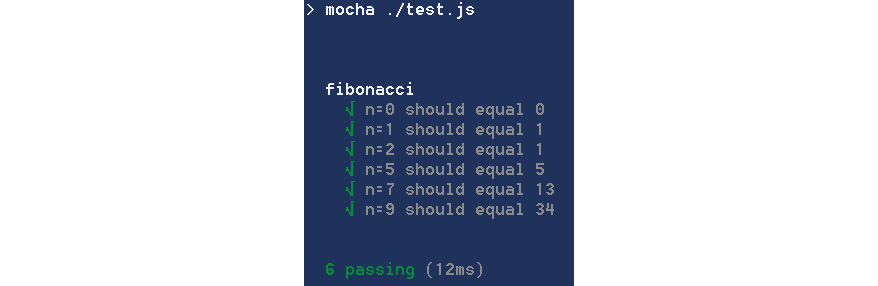 > mocha ./test.js
fibonacci
√ n=0 should equal 0
√ n=1 should equal 1
√ n=2 should equal 1
√ n=5 should equal 5
√ n=7 should equal 13
√ n=9 should equal 34
6 passing (12ms)